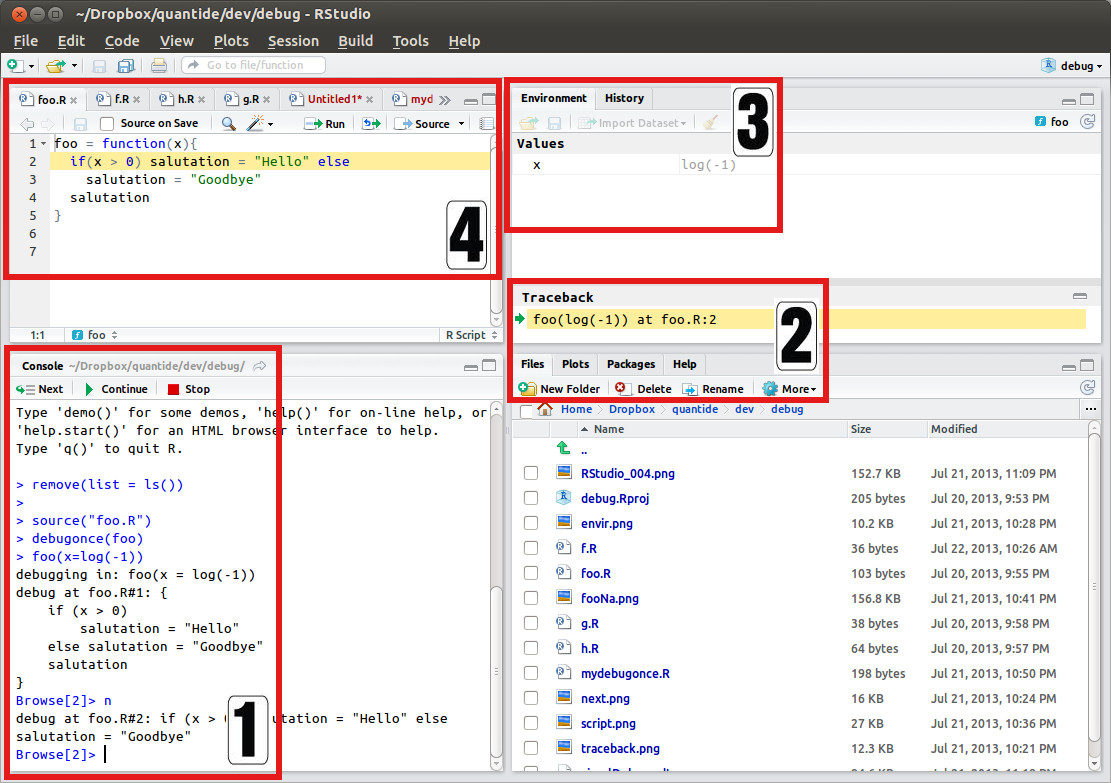 ~/Dropbox/quantide/dev/debug - RStudio
File Edit Code View Plots Session Build Tools Help
Go to file/function debug
foo.R f.R h.R g.R Untitled1* myd
Source on Save Run Source
1 foo = function(x){
2 if(x > 0) salutation = "Hello" else
3 salutation = "Goodbye"
4 salutation
5 }
6
7
4
1:1 foo R Script
Console ~/Dropbox/quantide/dev/debug/
Next Continue Stop
Type 'demo()' for some demos, 'help()' for on-line help, or
'help.start()' for an HTML browser interface to help.
Type 'q()' to quit R.
> remove(list = ls())
>
> source("foo.R")
> debugonce(foo)
> foo(x=log(-1))
debugging in: foo(x = log(-1))
debug at foo.R#1: {
if (x > 0)
salutation = "Hello"
else salutation = "Goodbye"
salutation
}
Browse[2]> n
debug at foo.R#2: if (x > utation = "Hello" else
salutation = "Goodbye"
Browse[2]>
1
Environment History
Import Dataset foo
3
Values
x log(-1)
Traceback
foo(log(-1)) at foo.R:2
2
Files Plots Packages Help
New Folder Delete Rename More
Home Dropbox quantide dev debug ...
Name Size Modified
..
RStudio_004.png 152.7 KB Jul 21, 2013, 11:09 PM
debug.Rproj 205 bytes Jul 20, 2013, 9:53 PM
envir.png 10.2 KB Jul 21, 2013, 10:28 PM
f.R 36 bytes Jul 22, 2013, 10:26 AM
foo.R 103 bytes Jul 20, 2013, 9:55 PM
fooNa.png 156.8 KB Jul 21, 2013, 10:41 PM
g.R 38 bytes Jul 20, 2013, 9:58 PM
h.R 64 bytes Jul 20, 2013, 9:57 PM
mydebugonce.R 198 bytes Jul 21, 2013, 10:50 PM
next.png 16 KB Jul 21, 2013, 10:24 PM
script.png 27 KB Jul 21, 2013, 10:36 PM
traceback.png 12.3 KB Jul 21, 2013, 10:21 PM